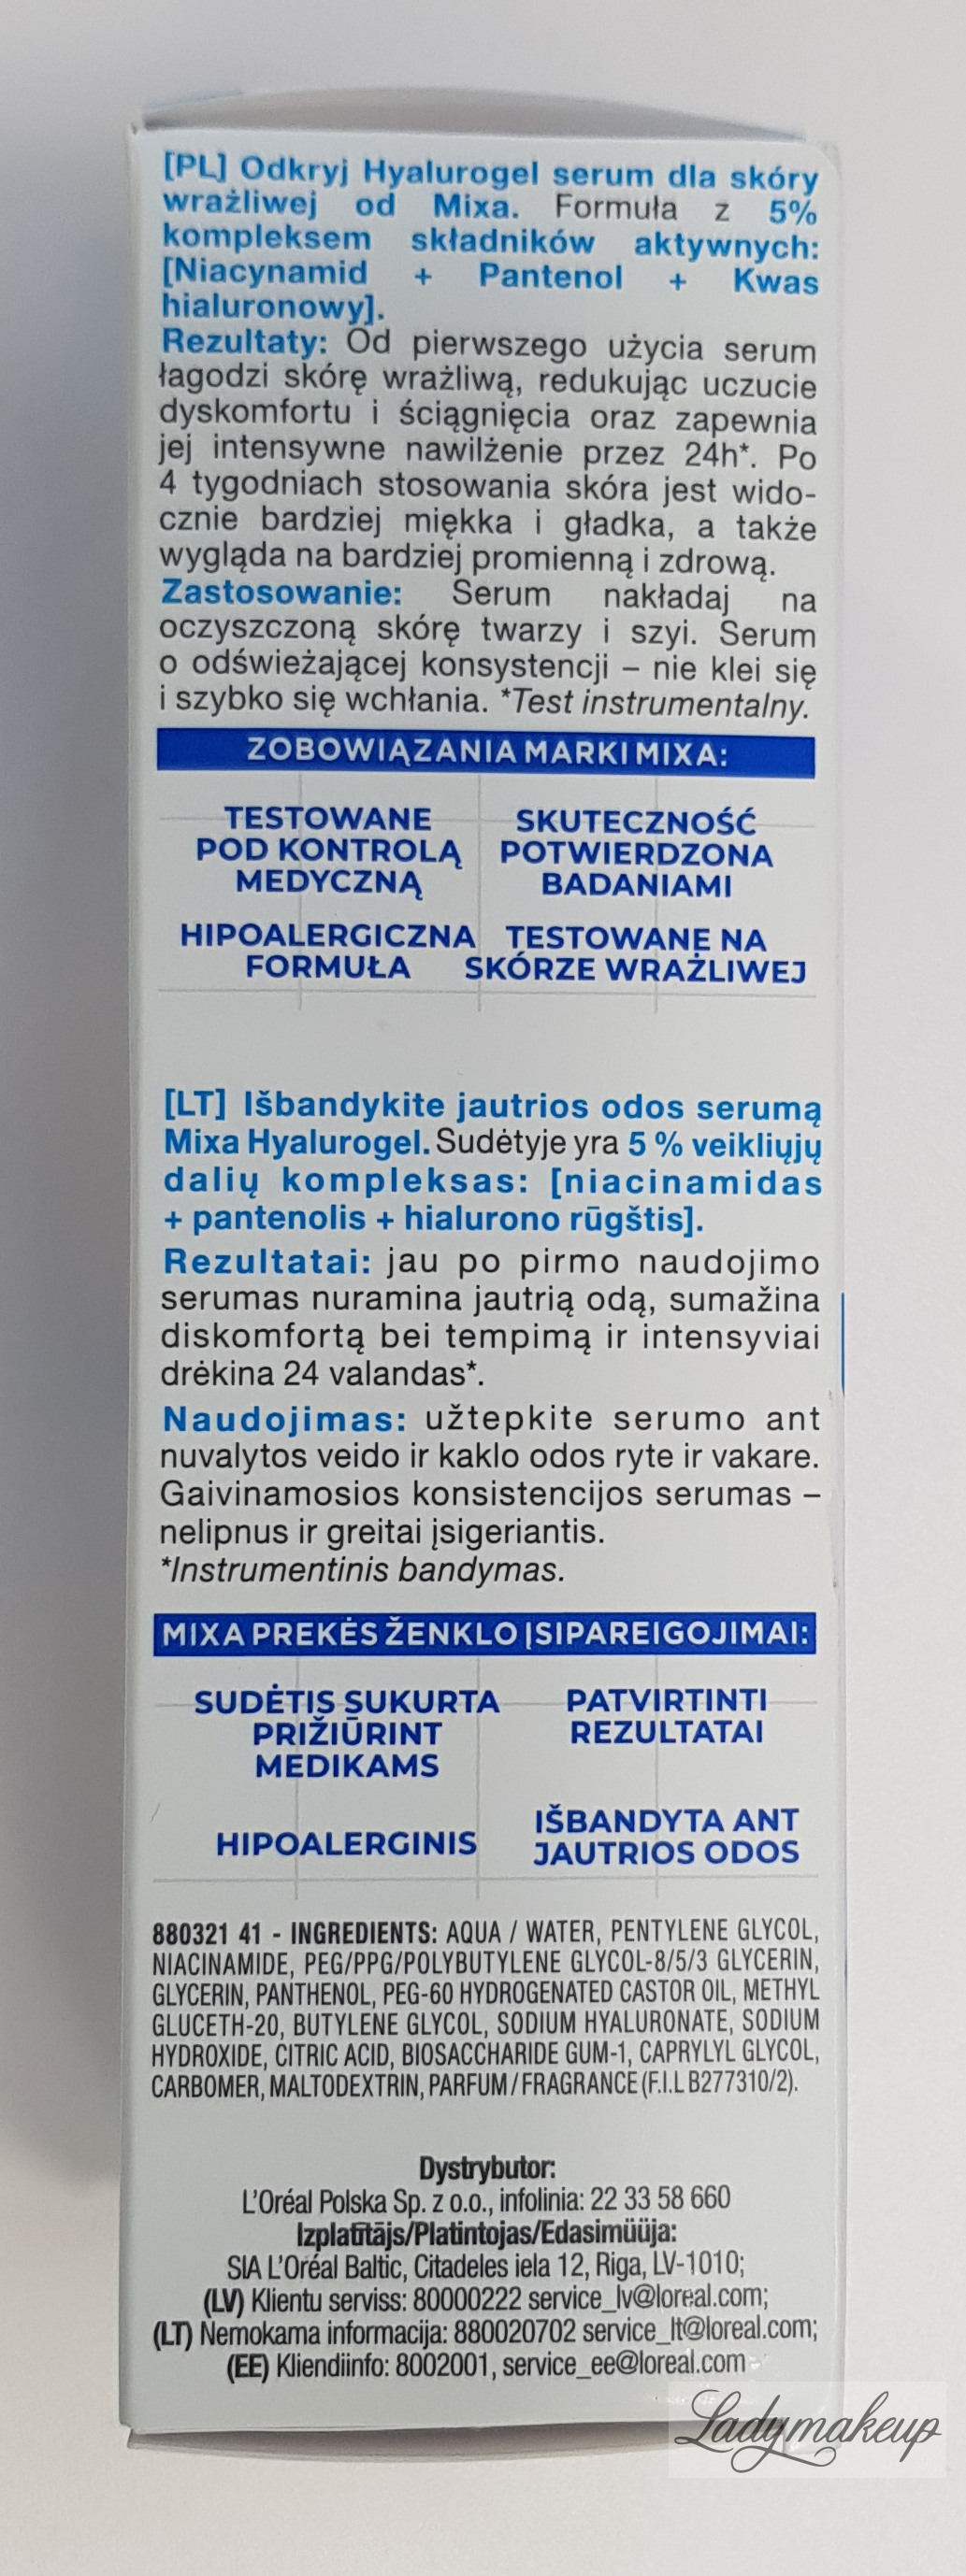 [PL] Odkryj Hyalurogel serum dla skóry
wrażliwej od Mixa. Formuła z 5%
kompleksem składników aktywnych:
[Niacynamid + Pantenol + Kwas
hialuronowy].
Rezultaty: Od pierwszego użycia serum
łagodzi skórę wrażliwą, redukując uczucie
dyskomfortu i ściągnięcia oraz zapewnia
jej intensywne nawilżenie przez 24h*. Po
4 tygodniach stosowania skóra jest wido-
cznie bardziej miękka i gładka, a także
wygląda na bardziej promienną i zdrową.
Zastosowanie: Serum nakładaj na
oczyszczoną skórę twarzy i szyi. Serum
o odświeżającej konsystencji – nie klei się
i szybko się wchłania. *Test instrumentalny.
ZOBOWIĄZANIA MARKI MIXA:
TESTOWANE
POD KONTROLĄ
MEDYCZNĄ
SKUTECZNOŚĆ
POTWIERDZONA
BADANIAMI
HIPOALERGICZNA
FORMUŁA
TESTOWANE NA
SKÓRZE WRAŻLIWEJ
[LT] Išbandykite jautrios odos serumą
Mixa Hyalurogel. Sudėtyje yra 5 % veikliųjų
dalių kompleksas: [niacinamidas
+ pantenolis + hialurono rūgštis].
Rezultatai: jau po pirmo naudojimo
serumas nuramina jautrią odą, sumažina
diskomfortą bei tempimą ir intensyviai
drėkina 24 valandas*.
Naudojimas: užtepkite serumo ant
nuvalytos veido ir kaklo odos ryte ir vakare.
Gaivinamosios konsistencijos serumas –
nelipnus ir greitai įsigeriantis.
*Instrumentinis bandymas.
MIXA PREKĖS ŽENKLO ĮSIPAREIGOJIMAI:
SUDĖTIS SUKURTA
PRIŽIŪRINT
MEDIKAMS
PATVIRTINTI
REZULTATAI
HIPOALERGINIS
IŠBANDYTA ANT
JAUTRIOS ODOS
880321 41 - INGREDIENTS: AQUA / WATER, PENTYLENE GLYCOL,
NIACINAMIDE, PEG/PPG/POLYBUTYLENE GLYCOL-8/5/3 GLYCERIN,
GLYCERIN, PANTHENOL, PEG-60 HYDROGENATED CASTOR OIL, METHYL
GLUCETH-20, BUTYLENE GLYCOL, SODIUM HYALURONATE, SODIUM
HYDROXIDE, CITRIC ACID, BIOSACCHARIDE GUM-1, CAPRYLYL GLYCOL,
CARBOMER, MALTODEXTRIN, PARFUM / FRAGRANCE (F.I.L B277310/2).
Dystrybutor:
L'Oréal Polska Sp. z o.o., infolinia: 22 33 58 660
Izplatītājs/Platintojas/Edasimüüja:
SIA L'Oréal Baltic, Citadeles iela 12, Riga, LV-1010;
(LV) Klientu serviss: 80000222 service_lv@loreal.com;
(LT) Nemokama informacija: 880020702 service_lt@loreal.com;
(EE) Kliendiinfo: 8002001, service_ee@loreal.com
Ladymakeup